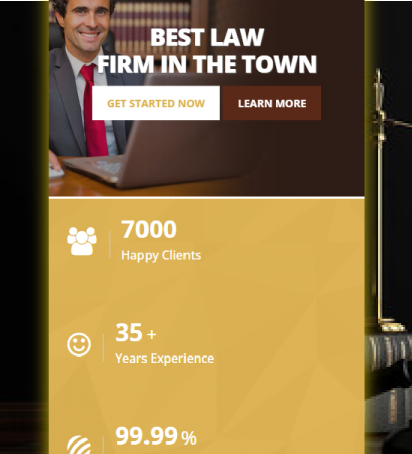 BEST LAW
FIRM IN THE TOWN
GET STARTED NOW
LEARN MORE
7000
Happy Clients
35 +
Years Experience
99.99 %